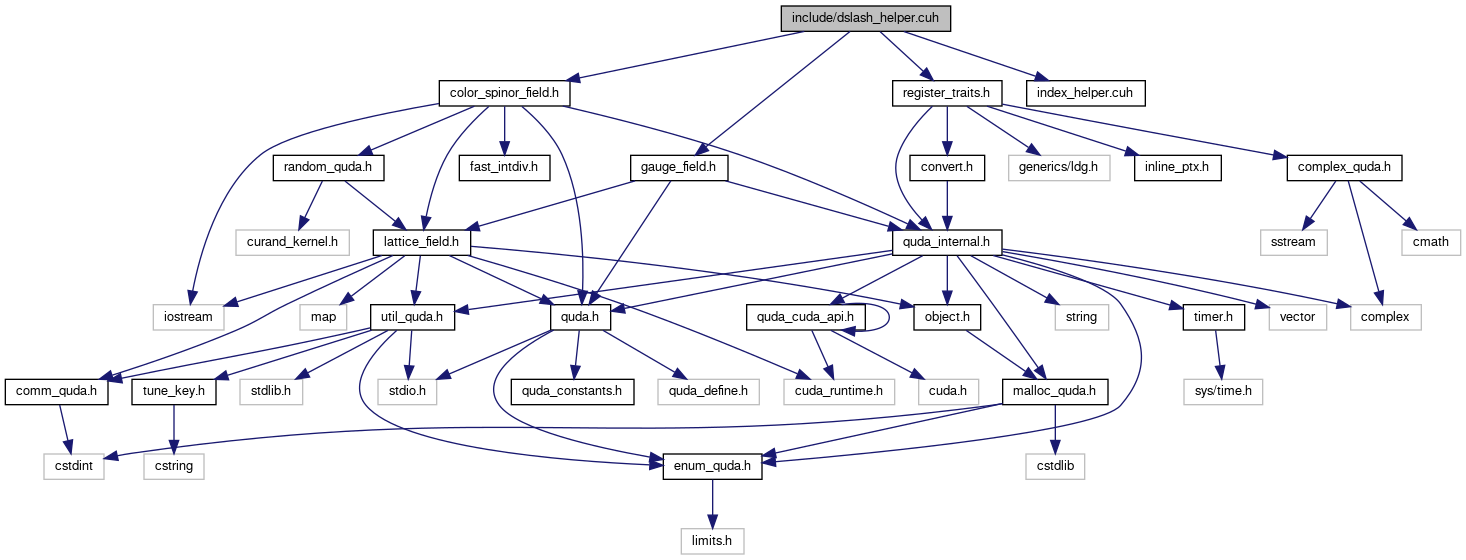 include/dslash_helper.cuh
color_spinor_field.h
register_traits.h
index_helper.cuh
random_quda.h
fast_intdiv.h
gauge_field.h
convert.h
generics/ldg.h
inline_ptx.h
complex_quda.h
curand_kernel.h
lattice_field.h
quda_internal.h
sstream
cmath
iostream
map
util_quda.h
quda.h
quda_cuda_api.h
object.h
string
timer.h
vector
complex
comm_quda.h
tune_key.h
stdlib.h
stdio.h
quda_constants.h
quda_define.h
cuda_runtime.h
cuda.h
malloc_quda.h
sys/time.h
cstdint
cstring
enum_quda.h
cstdlib
limits.h